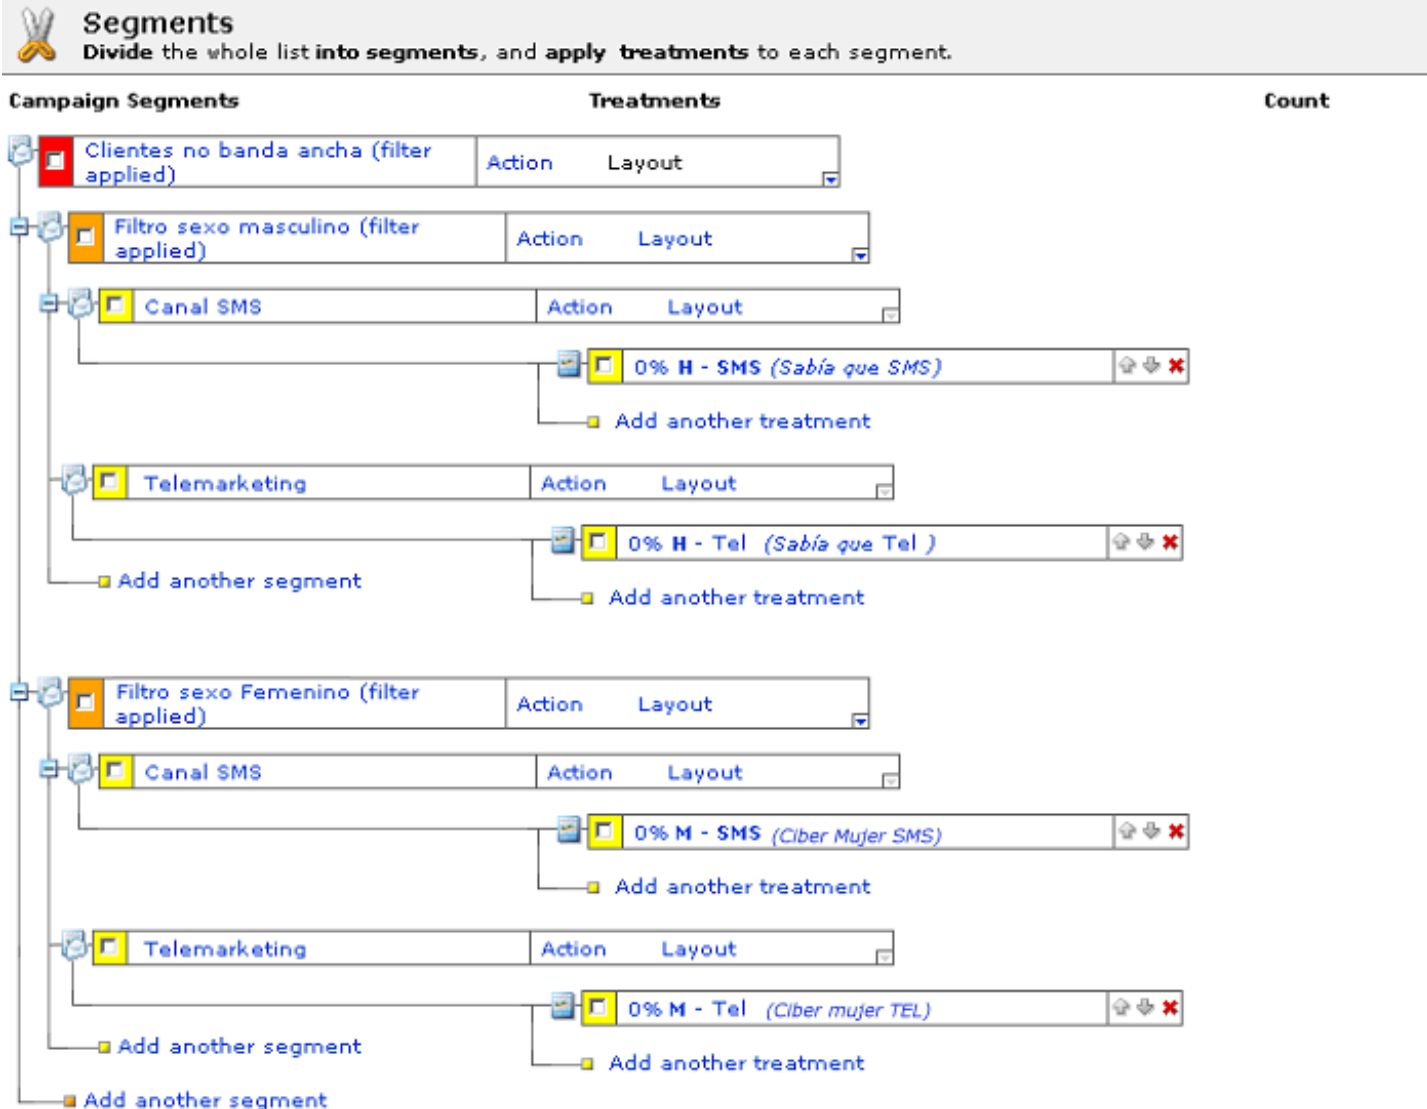 Segments
Divide the whole list into segments, and apply treatments to each segment.
Campaign Segments Treatments Count
Clientes no banda ancha (filter
applied) Action Layout
Filtro sexo masculino (filter
applied) Action Layout
Canal SMS Action Layout
0% H - SMS (Sabía que SMS)
Add another treatment
Telemarketing Action Layout
0% H - Tel (Sabía que Tel )
Add another segment
Add another treatment
Filtro sexo Femenino (filter
applied) Action Layout
Canal SMS Action Layout
0% M - SMS (Ciber Mujer SMS)
Add another treatment
Telemarketing Action Layout
0% M - Tel (Ciber mujer TEL)
Add another segment
Add another treatment
Add another segment